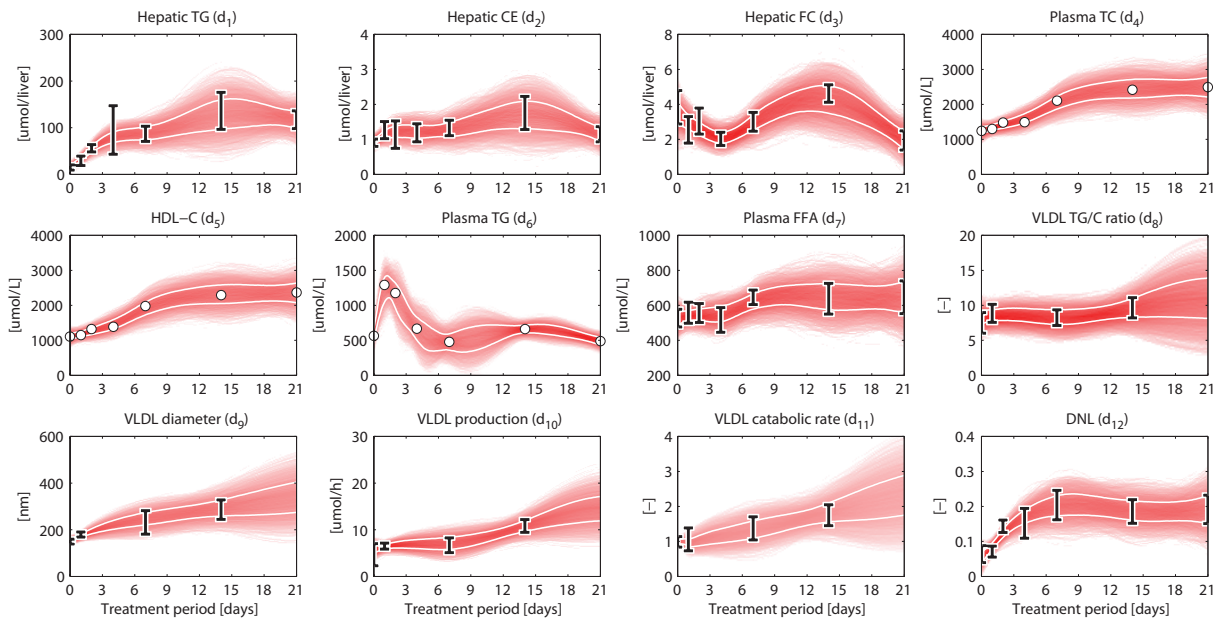 Hepatic TG (d1) Hepatic CE (d2) Hepatic FC (d3) Plasma TC (d4)
[umol/liver] 300 200 100 0 [umol/liver] 4 3 2 1 0 [umol/liver] 8 6 4 2 0 [umol/L] 4000 3000 2000 1000 0
0 3 6 9 12 15 18 21 0 3 6 9 12 15 18 21 0 3 6 9 12 15 18 21 0 3 6 9 12 15 18 21
HDL−C (d5) Plasma TG (d6) Plasma FFA (d7) VLDL TG/C ratio (d8)
[umol/L] 4000 3000 2000 1000 0 [umol/L] 2000 1500 1000 500 0 [umol/L] 1000 800 600 400 200 [−] 20 15 10 5 0
0 3 6 9 12 15 18 21 0 3 6 9 12 15 18 21 0 3 6 9 12 15 18 21 0 3 6 9 12 15 18 21
VLDL diameter (d9) VLDL production (d10) VLDL catabolic rate (d11) DNL (d12)
[nm] 600 400 200 0 [umol/h] 30 20 10 0 [−] 4 3 2 1 0 [−] 0.4 0.3 0.2 0.1 0
0 3 6 9 12 15 18 21 0 3 6 9 12 15 18 21 0 3 6 9 12 15 18 21 0 3 6 9 12 15 18 21
Treatment period [days] Treatment period [days] Treatment period [days] Treatment period [days]